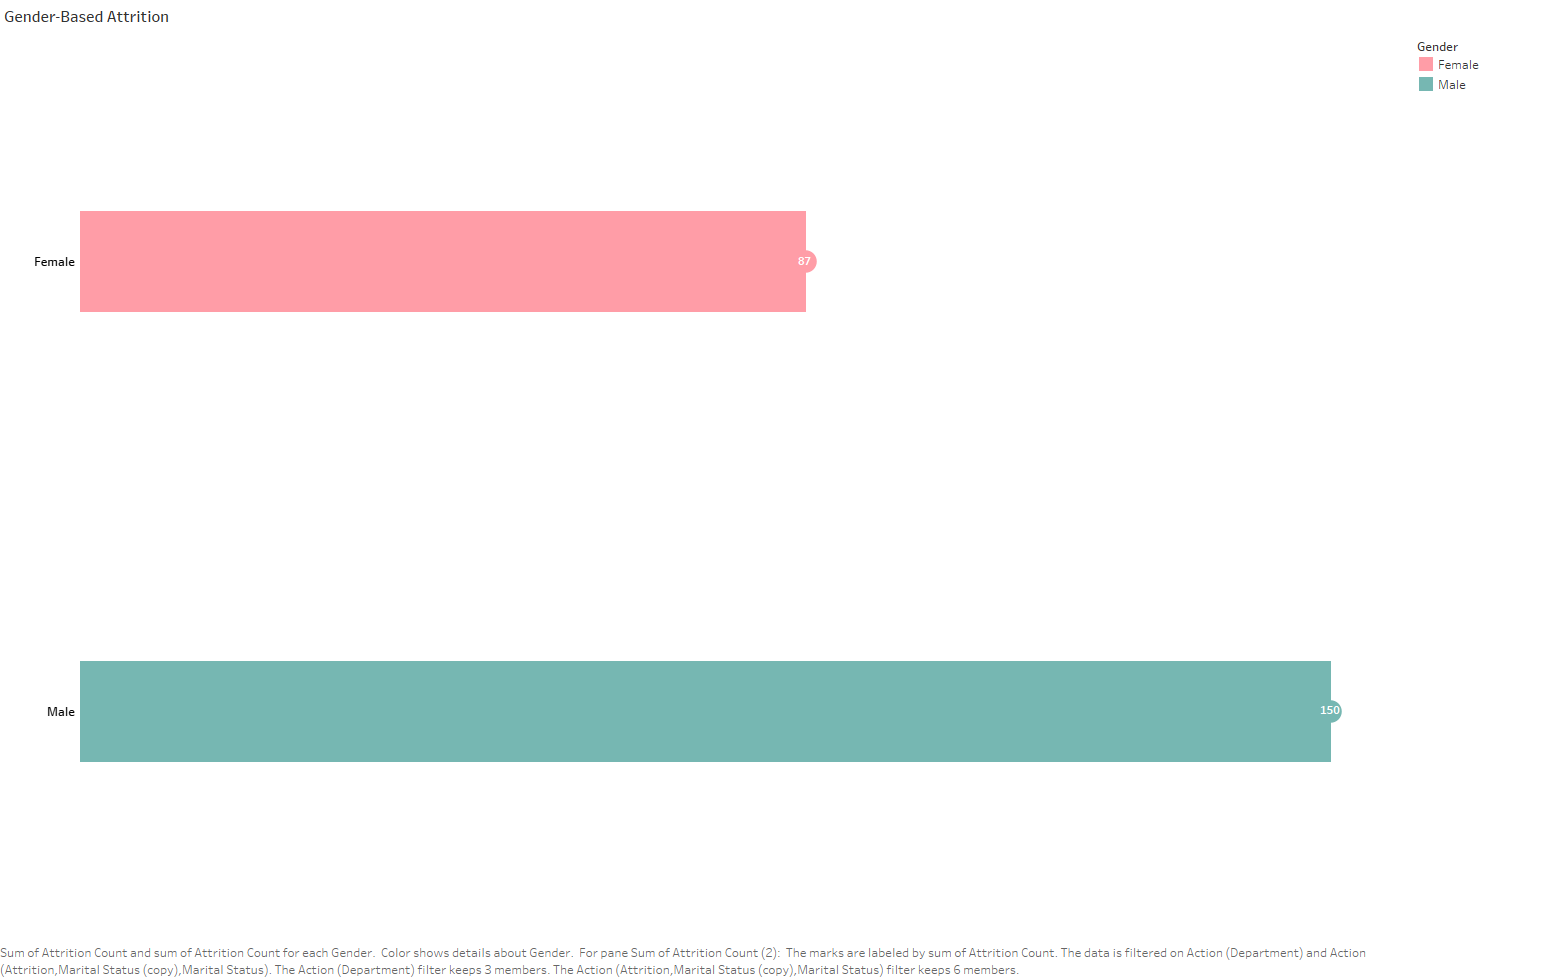 Gender-Based Attrition
Gender
Female
Male
Female
87
Male
150
Sum of Attrition Count and sum of Attrition Count for each Gender.  Color shows details about Gender.  For pane Sum of Attrition Count (2):  The marks are labeled by sum of Attrition Count. The data is filtered on Action (Department) and Action
(Attrition,Marital Status (copy),Marital Status). The Action (Department) filter keeps 3 members. The Action (Attrition,Marital Status (copy),Marital Status) filter keeps 6 members.